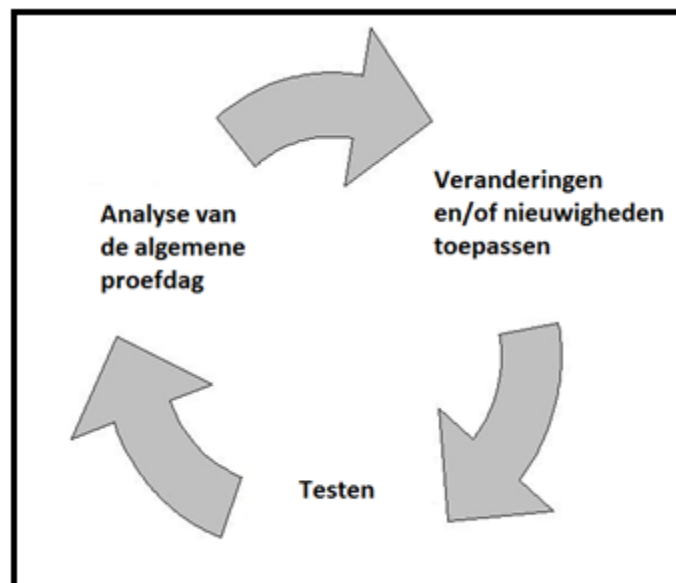 Analyse van
de algemene
proefdag
Veranderingen
en/of nieuwigheden
toepassen
Testen